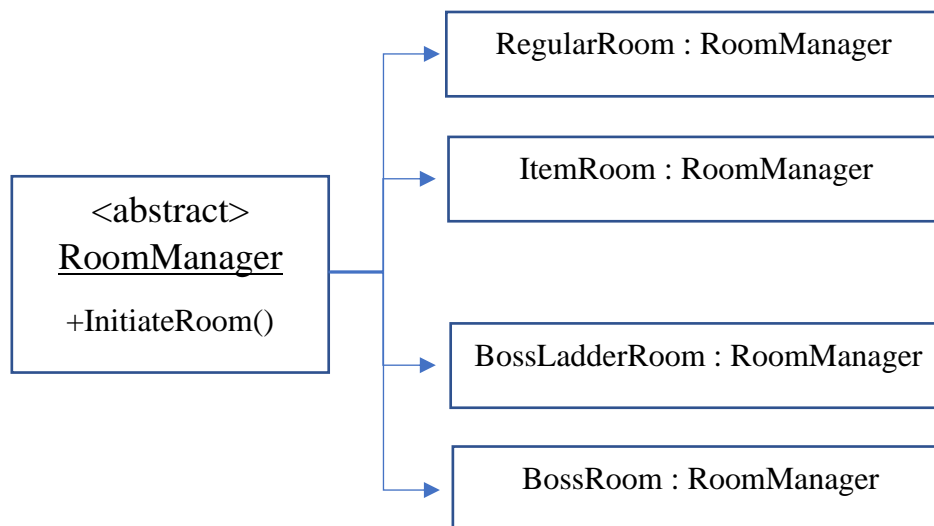 <abstract>
RoomManager
+InitiateRoom()
RegularRoom : RoomManager
ItemRoom : RoomManager
BossLadderRoom : RoomManager
BossRoom : RoomManager